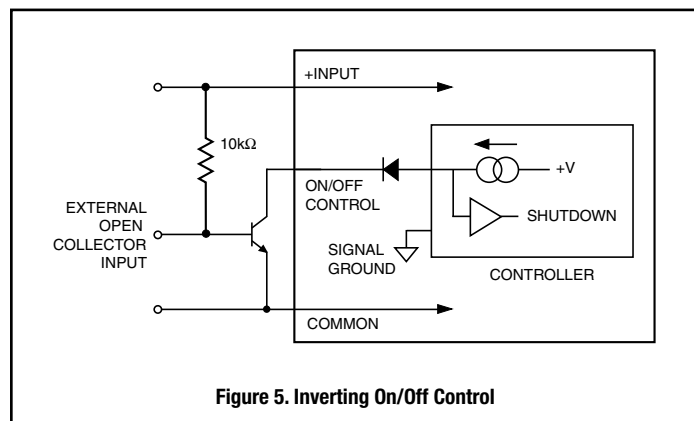 +INPUT
10kΩ
+V
ON/OFF
CONTROL
SHUTDOWN
EXTERNAL
OPEN
COLLECTOR
INPUT
SIGNAL
GROUND
CONTROLLER
COMMON
Figure 5. Inverting On/Off Control